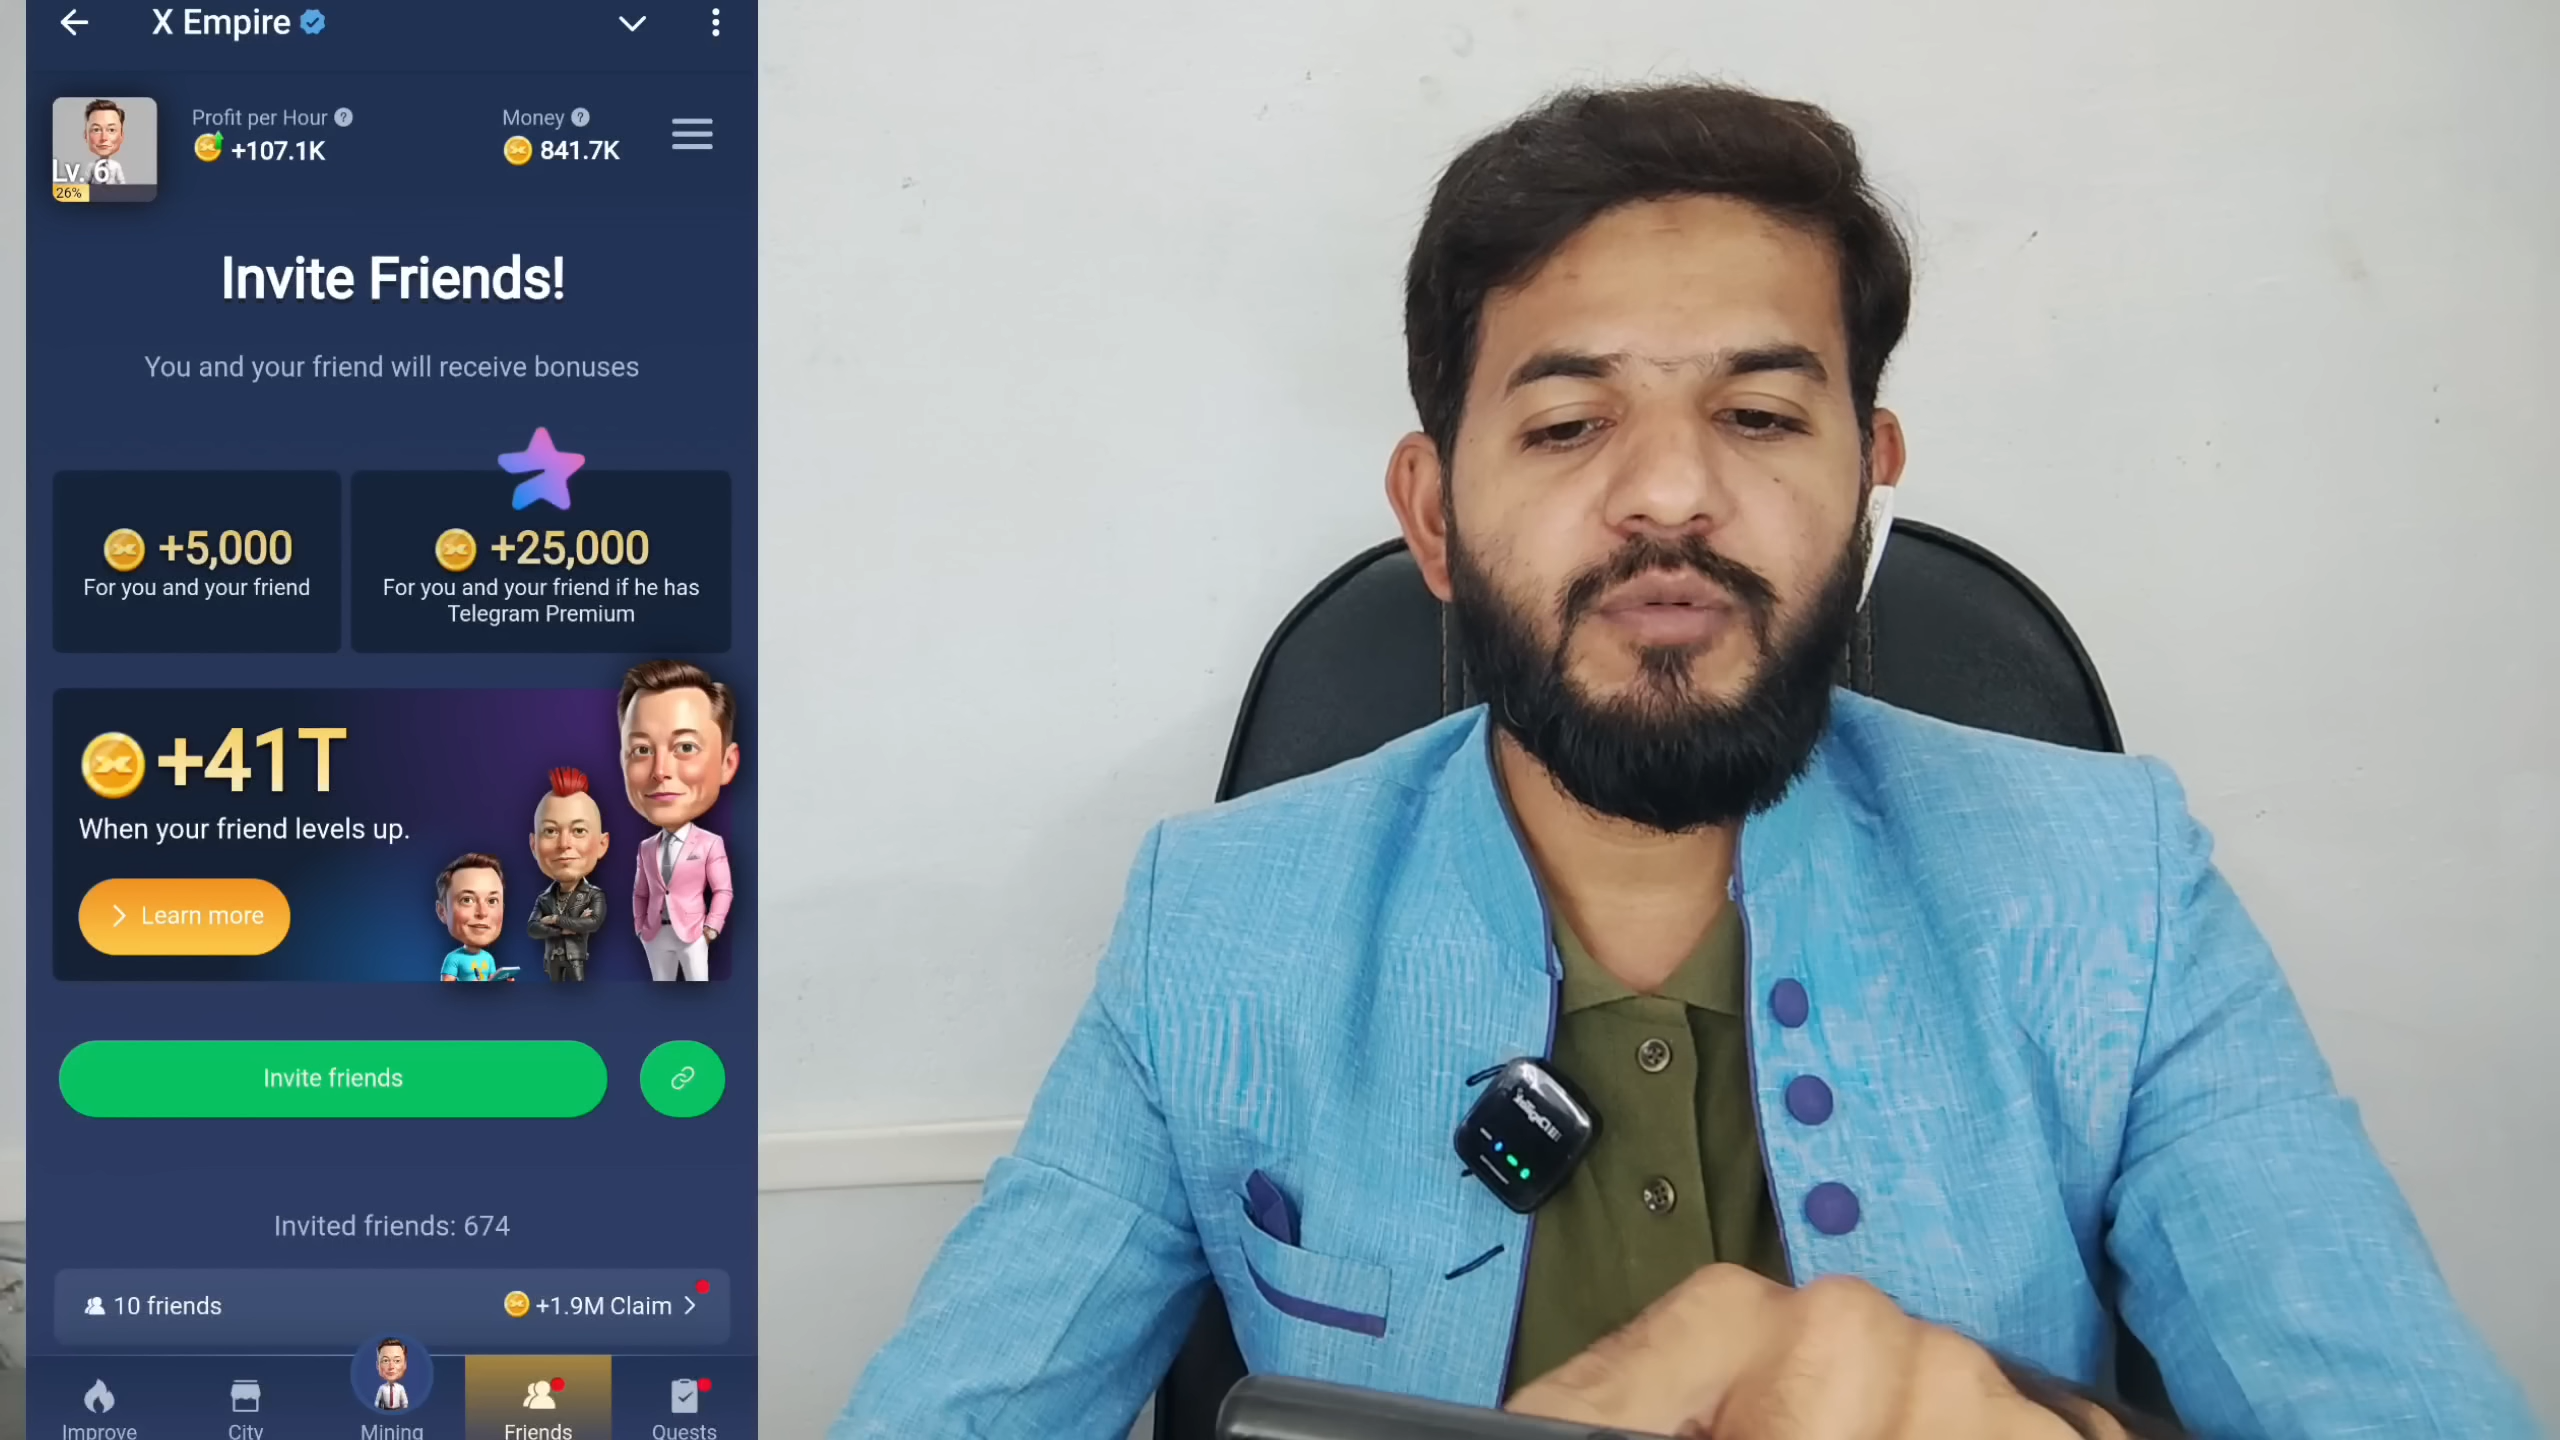 X Empire
Profit per Hour ?
+107.1K
Money ?
841.7K
Lv. 6
26%
Invite Friends!
You and your friend will receive bonuses
+5,000
For you and your friend
+25,000
For you and your friend if he has
Telegram Premium
+41T
When your friend levels up.
Learn more
Invite friends
Invited friends: 674
10 friends
+1.9M Claim
Improve
City
Mining
Friends
Quests